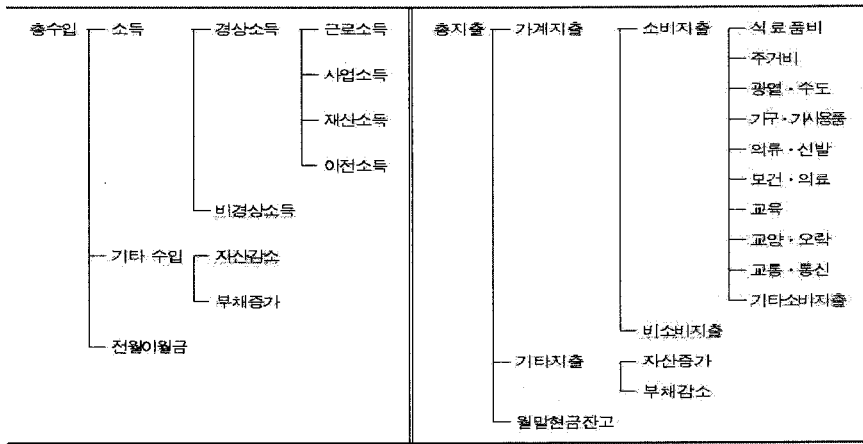 총수입 소득 경상소득 근로소득
사업소득
재산소득
이전소득
비경상소득
기타 수입 자산감소
부채증가
전월이월금
총지출 가계지출 소비지출 식료품비
주거비
광열·수도
가구·가사용품
의류·신발
보건·의료
교육
교양·오락
교통·통신
기타소비지출
비소비지출
기타지출 자산증가
부채감소
월말현금잔고